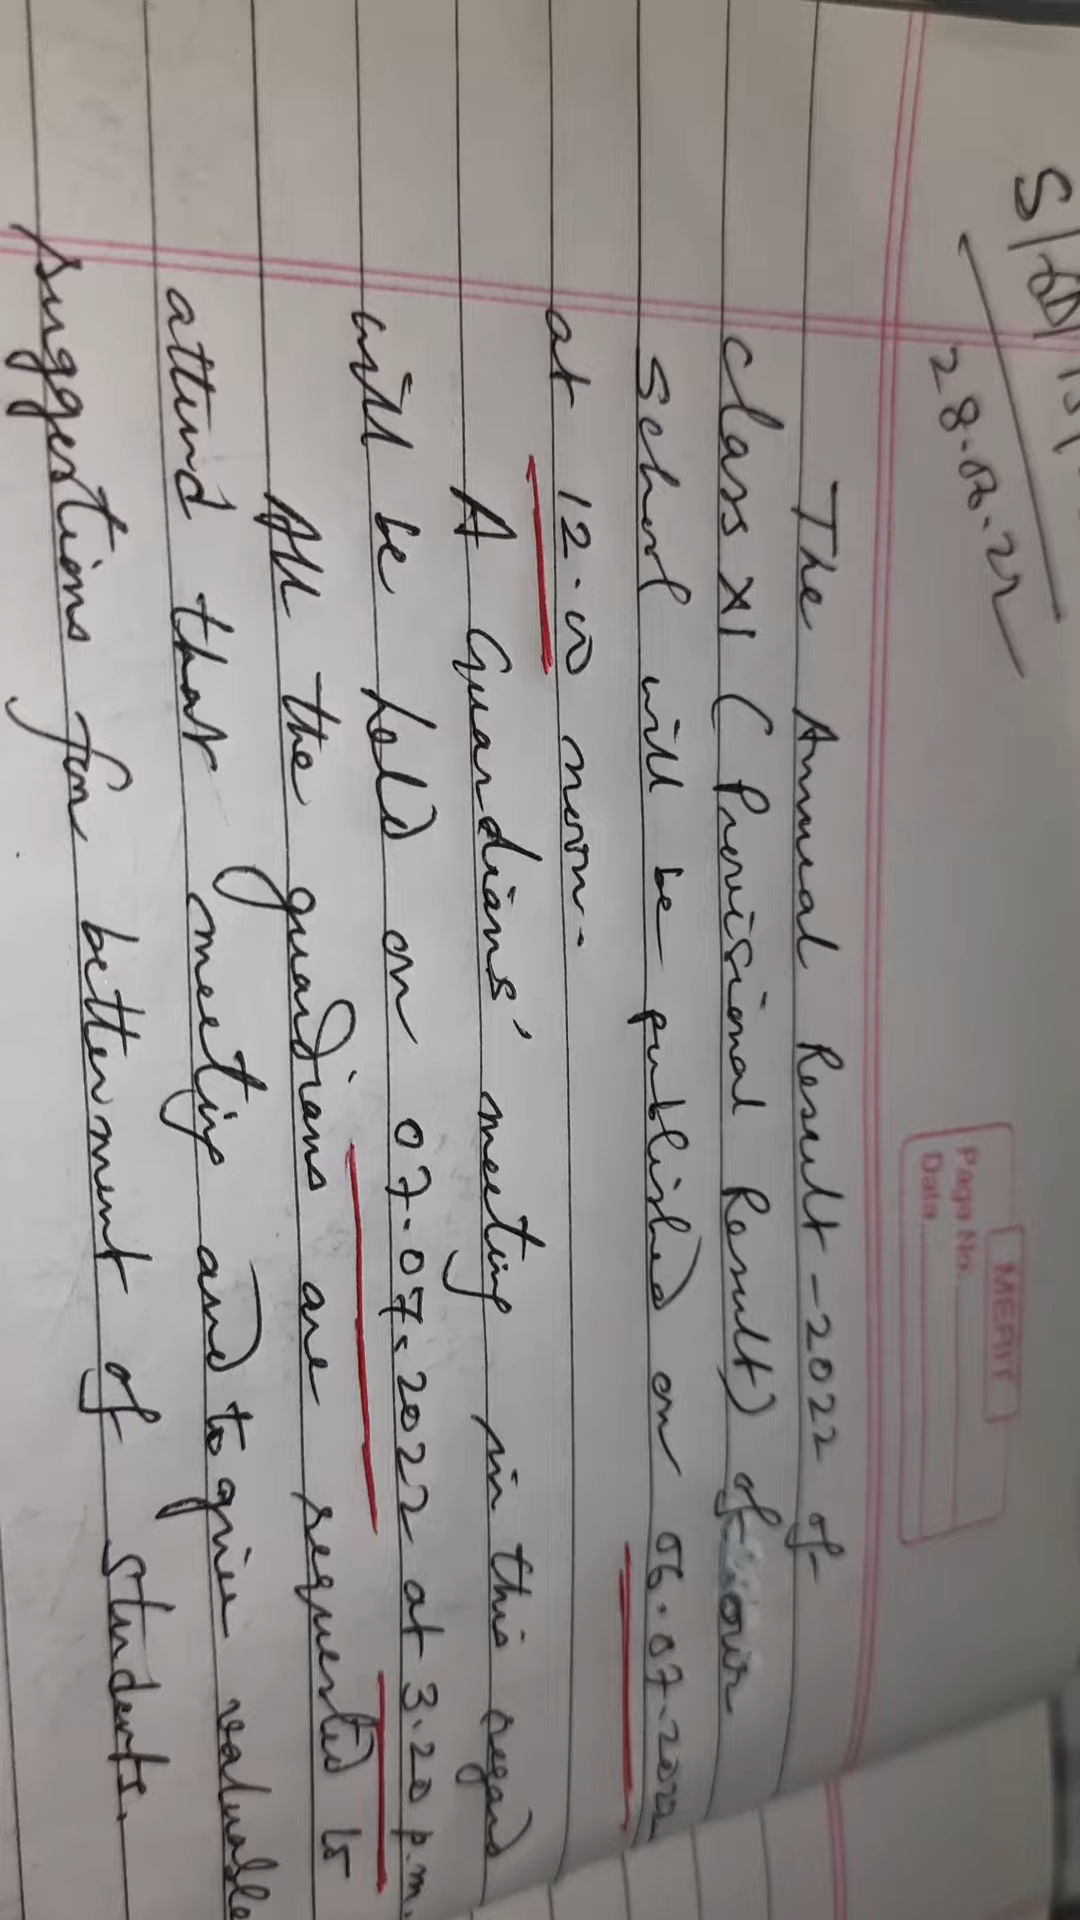 MERIT
Page No.
Date
28.06.22
The Annual Result - 2022 of
class XI ( Provisional Result) of our
School will be published on 06.07.2022
at 12.00 noon.
A Guardians' meeting in this regard
will be held on 07.07.2022 at 3.20 p.m.
All the guardians are requested to
attend that meeting and to give valuable
suggestions for betterment of students.